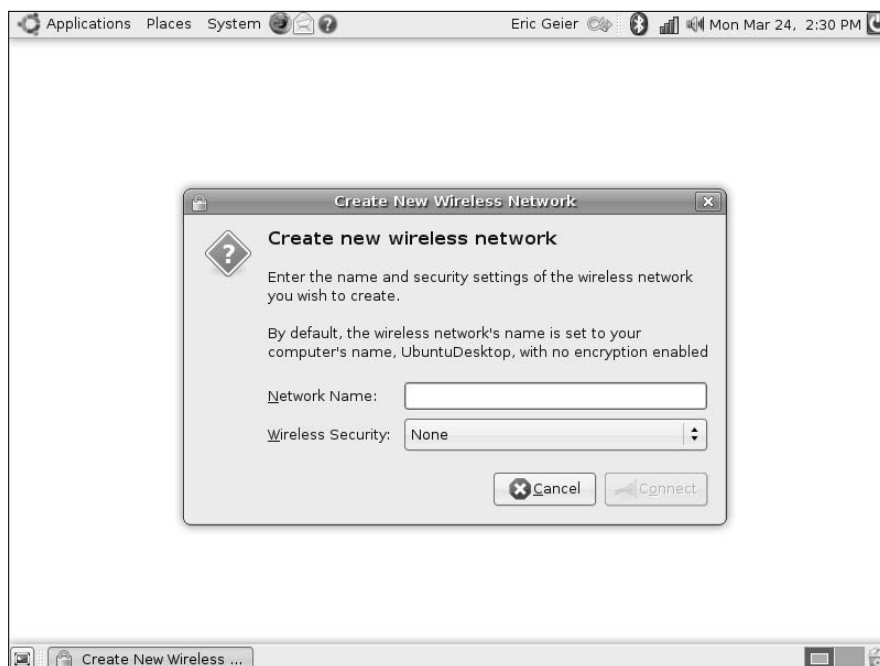 Applications Places System Eric Geier Mon Mar 24, 2:30 PM
Create New Wireless Network
Create new wireless network
Enter the name and security settings of the wireless network
you wish to create.
By default, the wireless network's name is set to your
computer's name, UbuntuDesktop, with no encryption enabled
Network Name:
Wireless Security: None
Cancel Connect
Create New Wireless ...